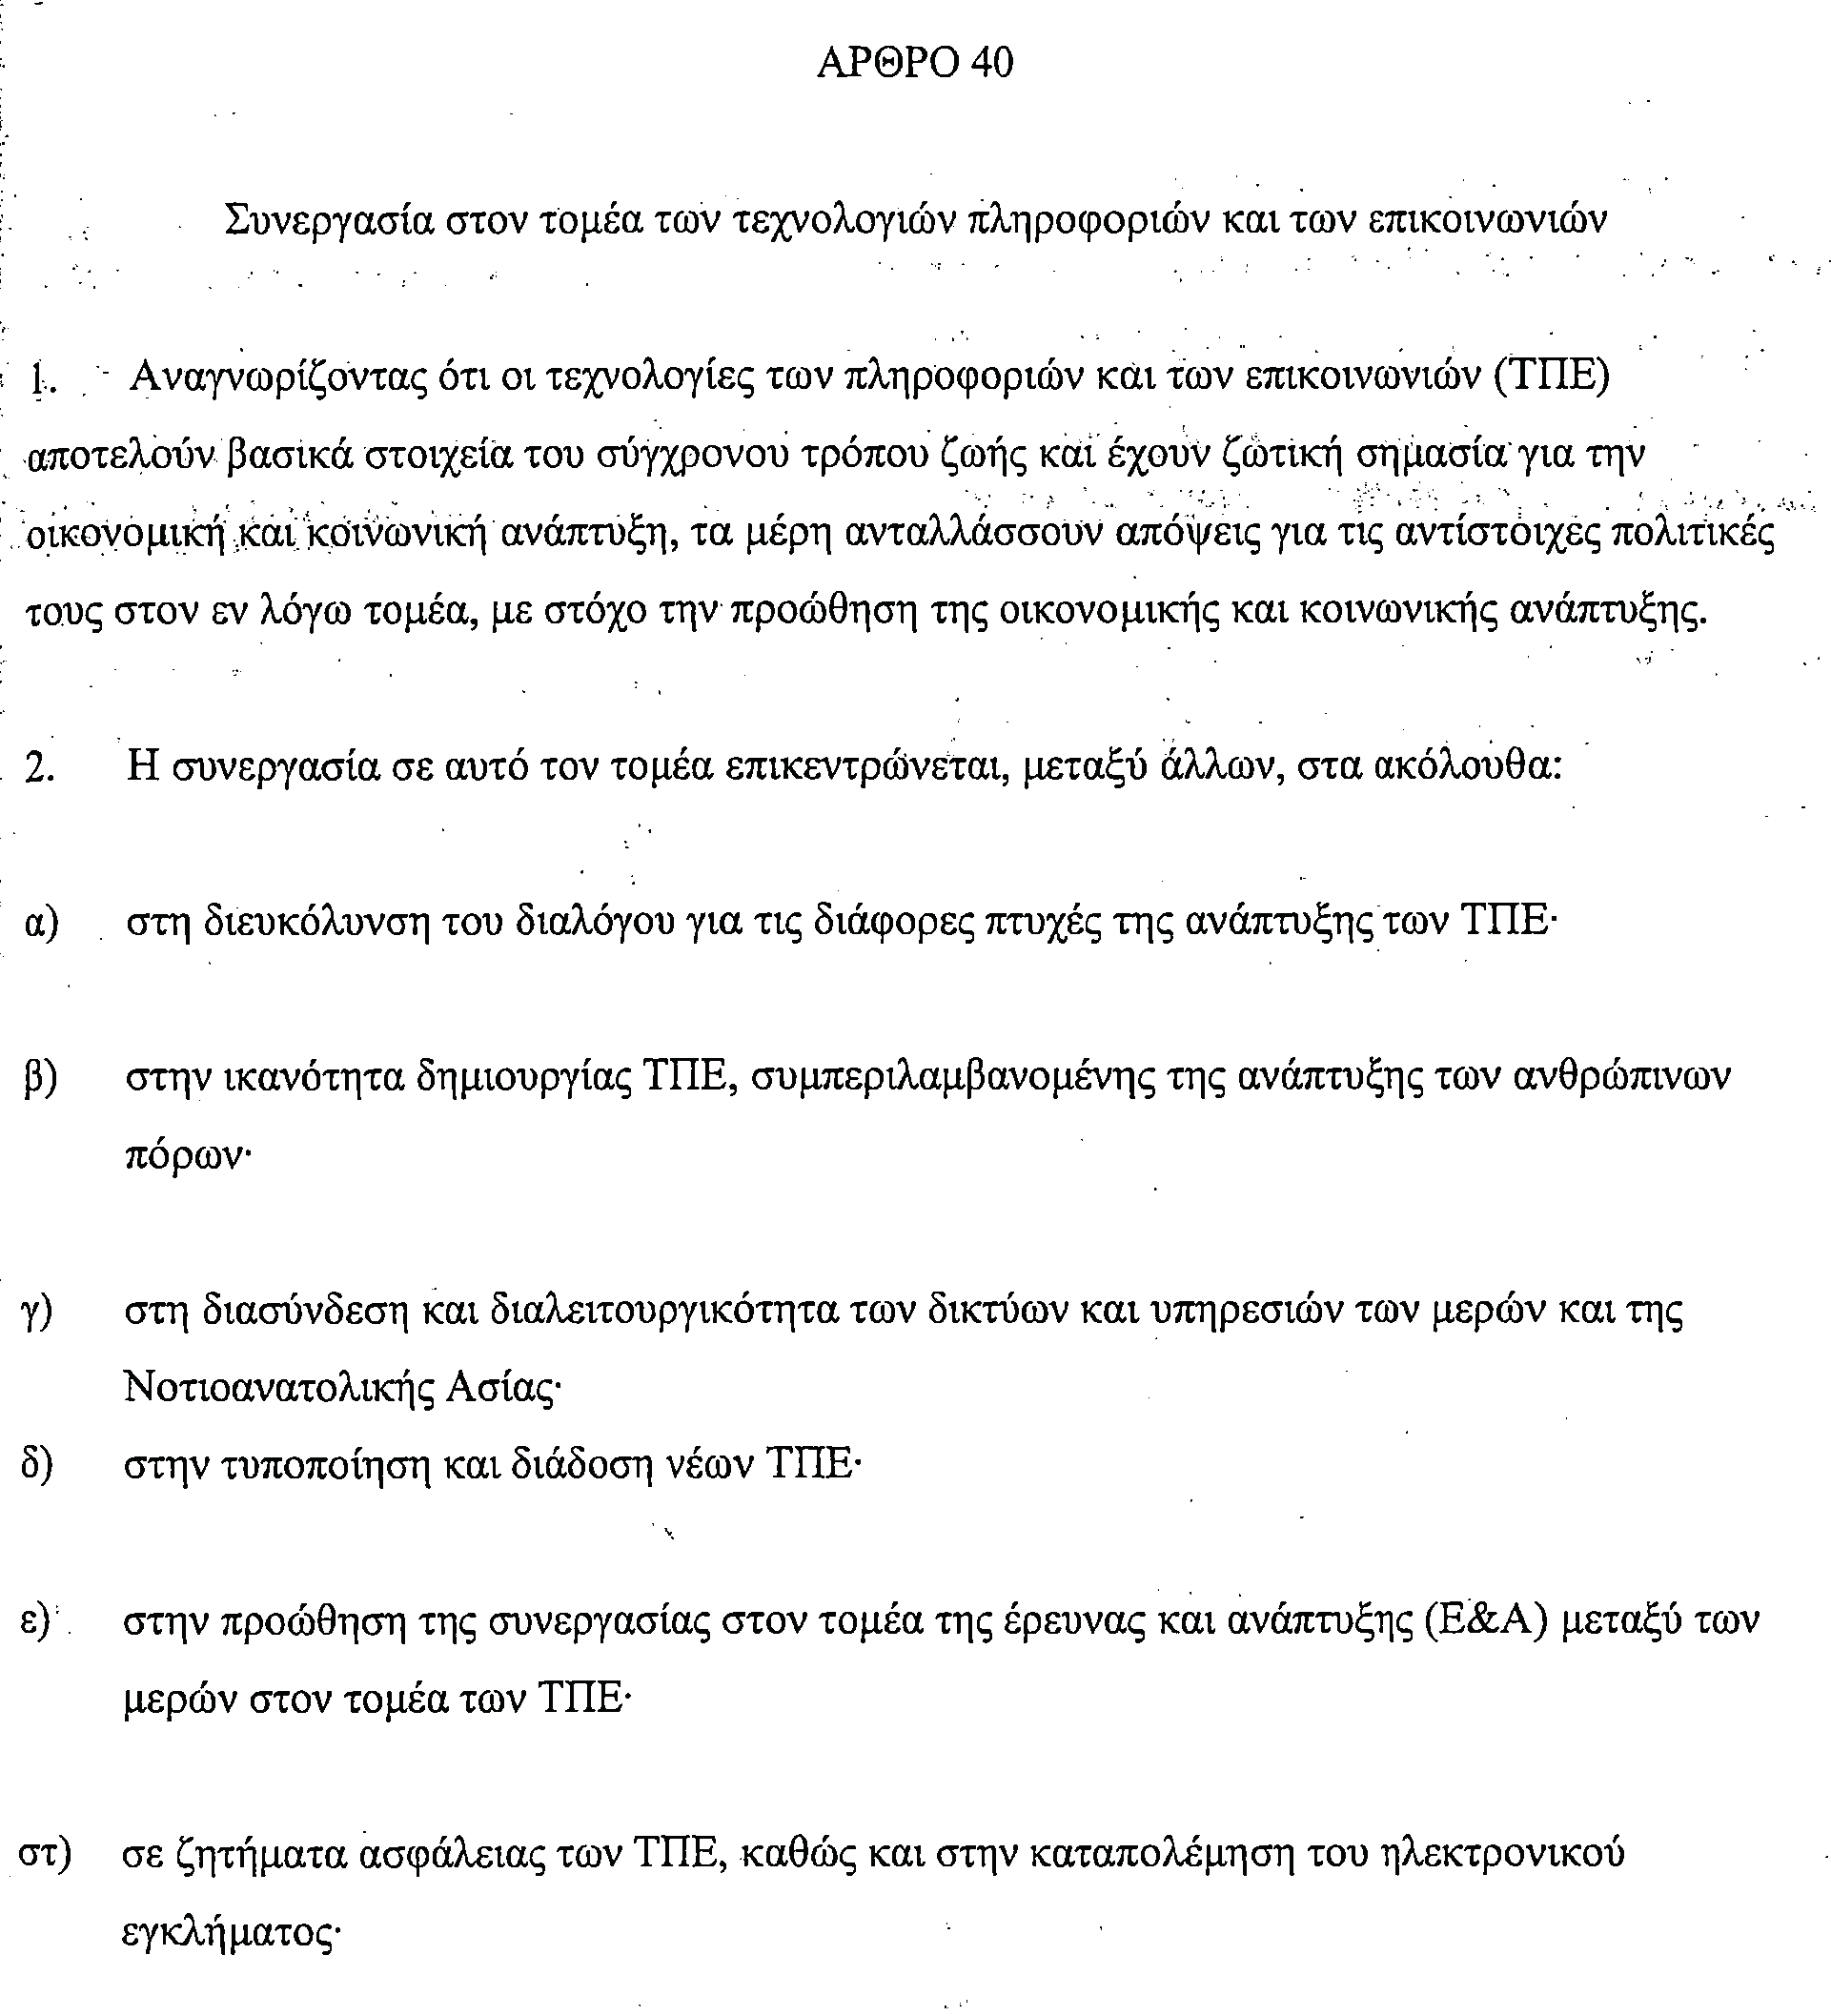 ΑΡΘΡΟ 40
Συνεργασία στον τομέα των τεχνολογιών πληροφοριών και των επικοινωνιών
1. Αναγνωρίζοντας ότι οι τεχνολογίες των πληροφοριών και των επικοινωνιών (ΤΠΕ)
αποτελούν βασικά στοιχεία του σύγχρονου τρόπου ζωής και έχουν ζωτική σημασία για την
οικονομική και κοινωνική ανάπτυξη, τα μέρη ανταλλάσσουν απόψεις για τις αντίστοιχες πολιτικές
τους στον εν λόγω τομέα, με στόχο την προώθηση της οικονομικής και κοινωνικής ανάπτυξης.
2. Η συνεργασία σε αυτό τον τομέα επικεντρώνεται, μεταξύ άλλων, στα ακόλουθα:
α) στη διευκόλυνση του διαλόγου για τις διάφορες πτυχές της ανάπτυξης των ΤΠΕ·
β) στην ικανότητα δημιουργίας ΤΠΕ, συμπεριλαμβανομένης της ανάπτυξης των ανθρώπινων
πόρων·
γ) στη διασύνδεση και διαλειτουργικότητα των δικτύων και υπηρεσιών των μερών και της
Νοτιοανατολικής Ασίας·
δ) στην τυποποίηση και διάδοση νέων ΤΠΕ·
ε) στην προώθηση της συνεργασίας στον τομέα της έρευνας και ανάπτυξης (Ε&Α) μεταξύ των
μερών στον τομέα των ΤΠΕ·
στ) σε ζητήματα ασφάλειας των ΤΠΕ, καθώς και στην καταπολέμηση του ηλεκτρονικού
εγκλήματος·